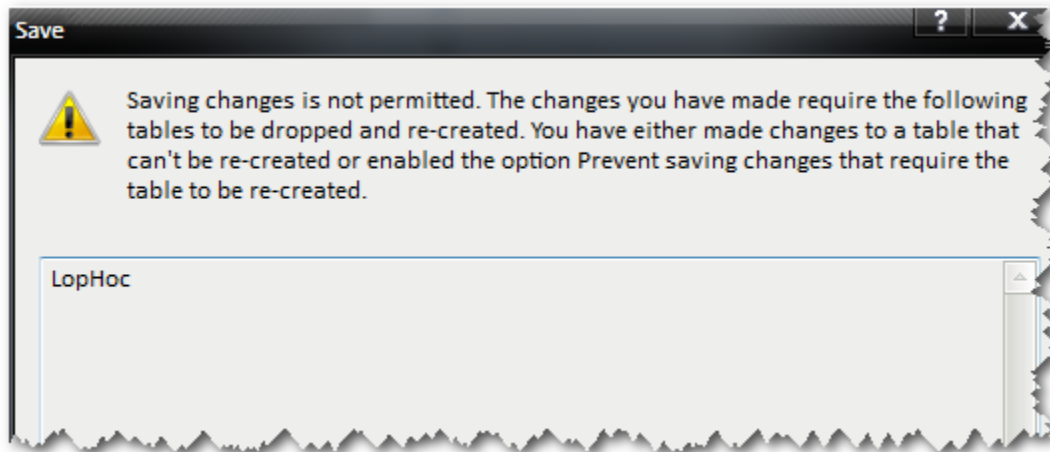 Save
? X
Saving changes is not permitted. The changes you have made require the following
tables to be dropped and re-created. You have either made changes to a table that
can't be re-created or enabled the option Prevent saving changes that require the
table to be re-created.
LopHoc